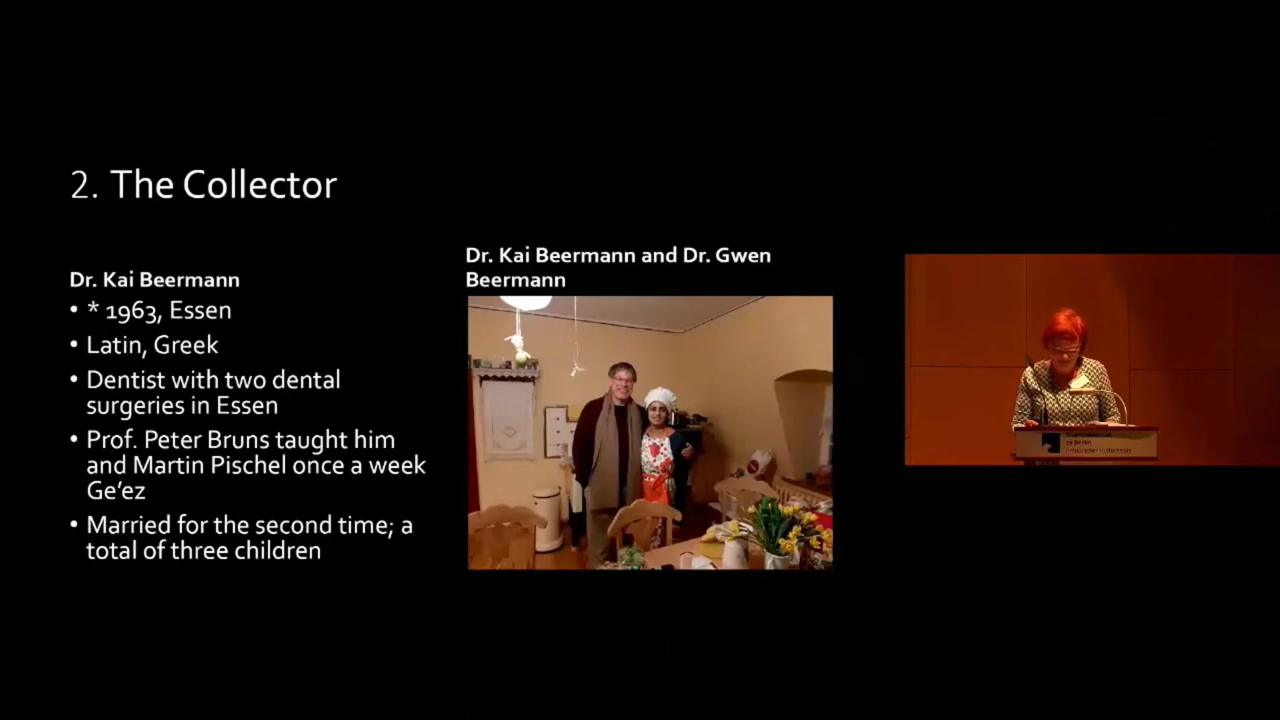 2. The Collector
Dr. Kai Beermann
• * 1963, Essen
• Latin, Greek
• Dentist with two dental
surgeries in Essen
• Prof. Peter Bruns taught him
and Martin Pischel once a week
Ge’ez
• Married for the second time; a
total of three children
Dr. Kai Beermann and Dr. Gwen
Beermann
zu Berlin